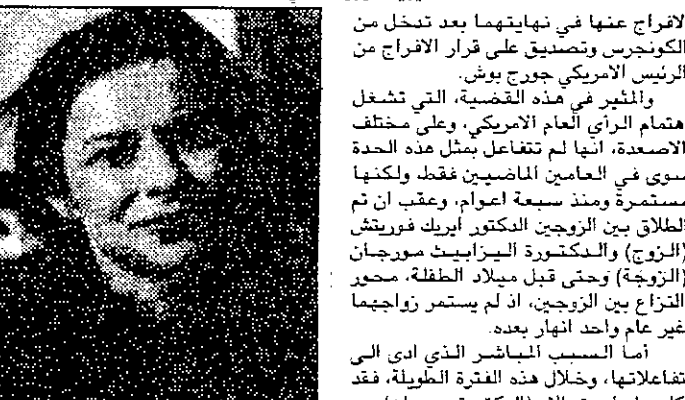 الافراج عنها في نهايتهما بعد تدخل من
الكونجرس وتصديق على قرار الافراج من
الرئيس الامريكي جورج بوش.
والمثير في هذه القضية، التي تشغل
اهتمام الرأي العام الامريكي، وعلى مختلف
الاصعدة، انها لم تتفاعل بمثل هذه الحدة
سوى في العامين الماضيين فقط، ولكنها
مستمرة ومنذ سبعة اعوام، وعقب ان تم
الطلاق بين الزوجين الدكتور ايريك فوريتش
(الزوج) والدكتورة اليزابيث مورجان
(الزوجة) وحتى قبل ميلاد الطفلة، محور
النزاع بين الزوجين، اذ لم يستمر زواجهما
غير عام واحد انهار بعده.
أما السبب المباشر الذي ادى الى
تفاعلاتها، وخلال هذه الفترة الطويلة، فقد